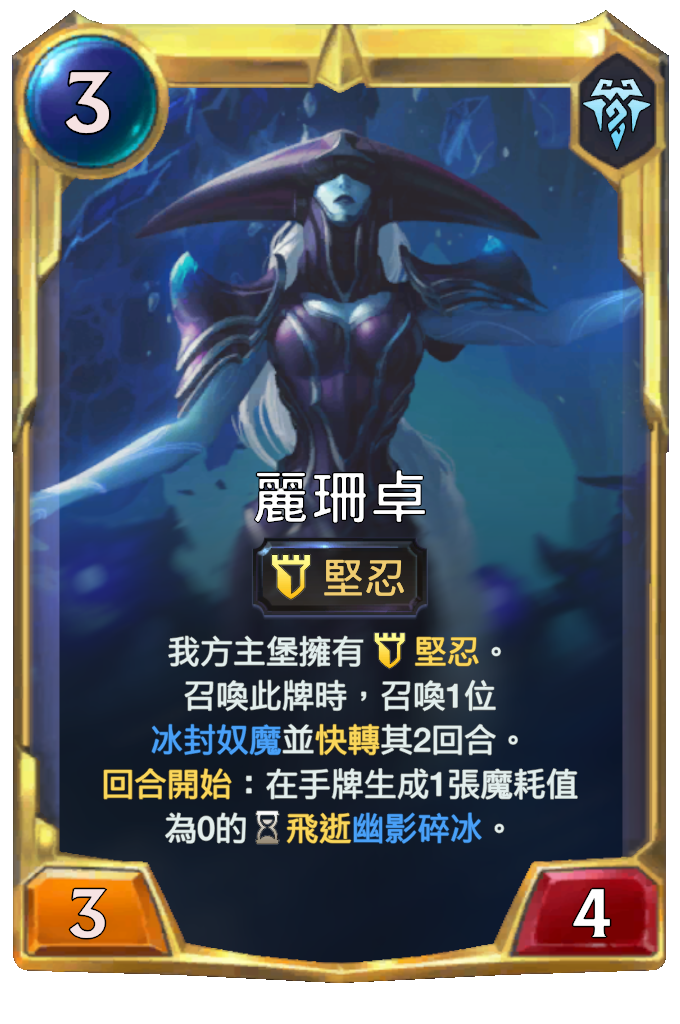 3
麗珊卓
堅忍
我方主堡擁有 堅忍。
召喚此牌時，召喚1位
冰封奴魔並快轉其2回合。
回合開始：在手牌生成1張魔耗值
為0的 飛逝幽影碎冰。
3
4